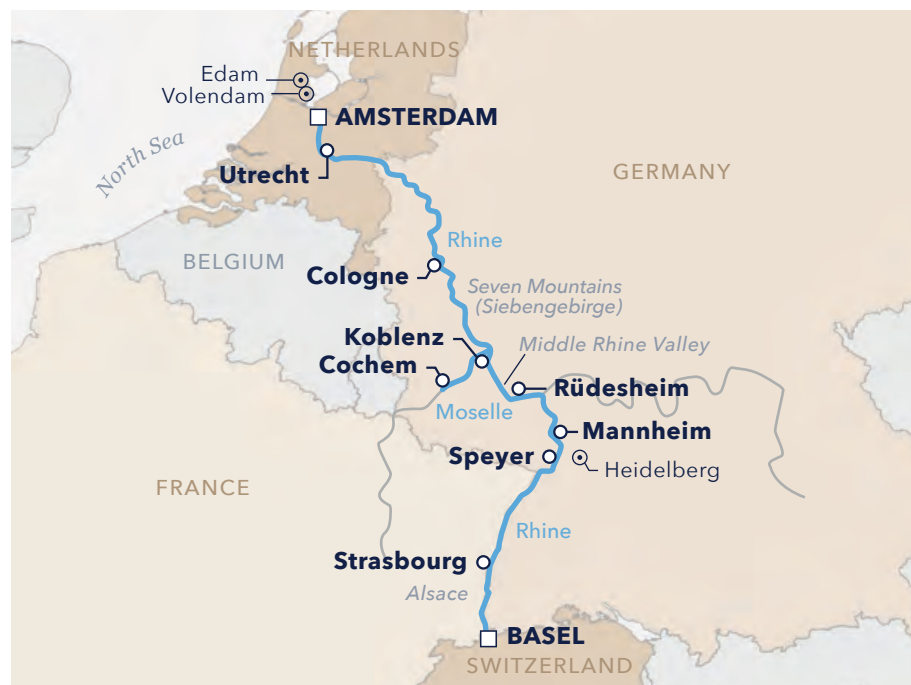 NETHERLANDS
Edam
Volendam
AMSTERDAM
North Sea
Utrecht
GERMANY
Rhine
BELGIUM
Cologne
Seven Mountains
(Siebengebirge)
Koblenz
Middle Rhine Valley
Cochem
Rüdesheim
Moselle
Mannheim
Speyer
Heidelberg
FRANCE
Rhine
Strasbourg
Alsace
BASEL
SWITZERLAND